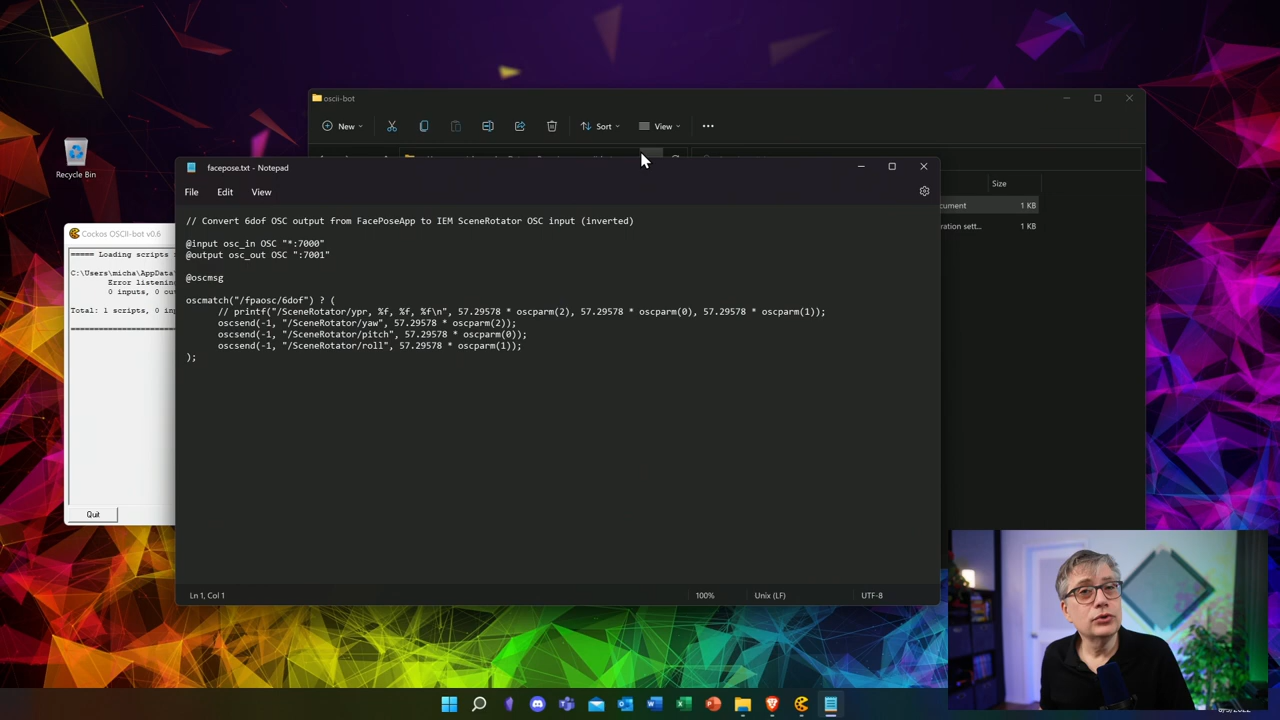 oscii-bot
New
Sort
View
Recycle Bin
facepose.txt - Notepad
File Edit View
Size
cument 1 KB
ration sett... 1 KB
// Convert 6dof OSC output from FacePoseApp to IEM SceneRotator OSC input (inverted)
@input osc_in OSC "*:7000"
@output osc_out OSC ":7001"
@oscmsg
oscmatch("/fpaosc/6dof") ? (
// printf("/SceneRotator/ypr, %f, %f, %f\n", 57.29578 * oscparm(2), 57.29578 * oscparm(0), 57.29578 * oscparm(1));
oscsend(-1, "/SceneRotator/yaw", 57.29578 * oscparm(2));
oscsend(-1, "/SceneRotator/pitch", 57.29578 * oscparm(0));
oscsend(-1, "/SceneRotator/roll", 57.29578 * oscparm(1));
);
Cockos OSCII-bot v0.6
===== Loading scripts
C:\Users\micha\AppData
Error listenin
0 inputs, 0 ou
Total: 1 scripts, 0 in
Quit
Ln 1, Col 1 100% Unix (LF) UTF-8